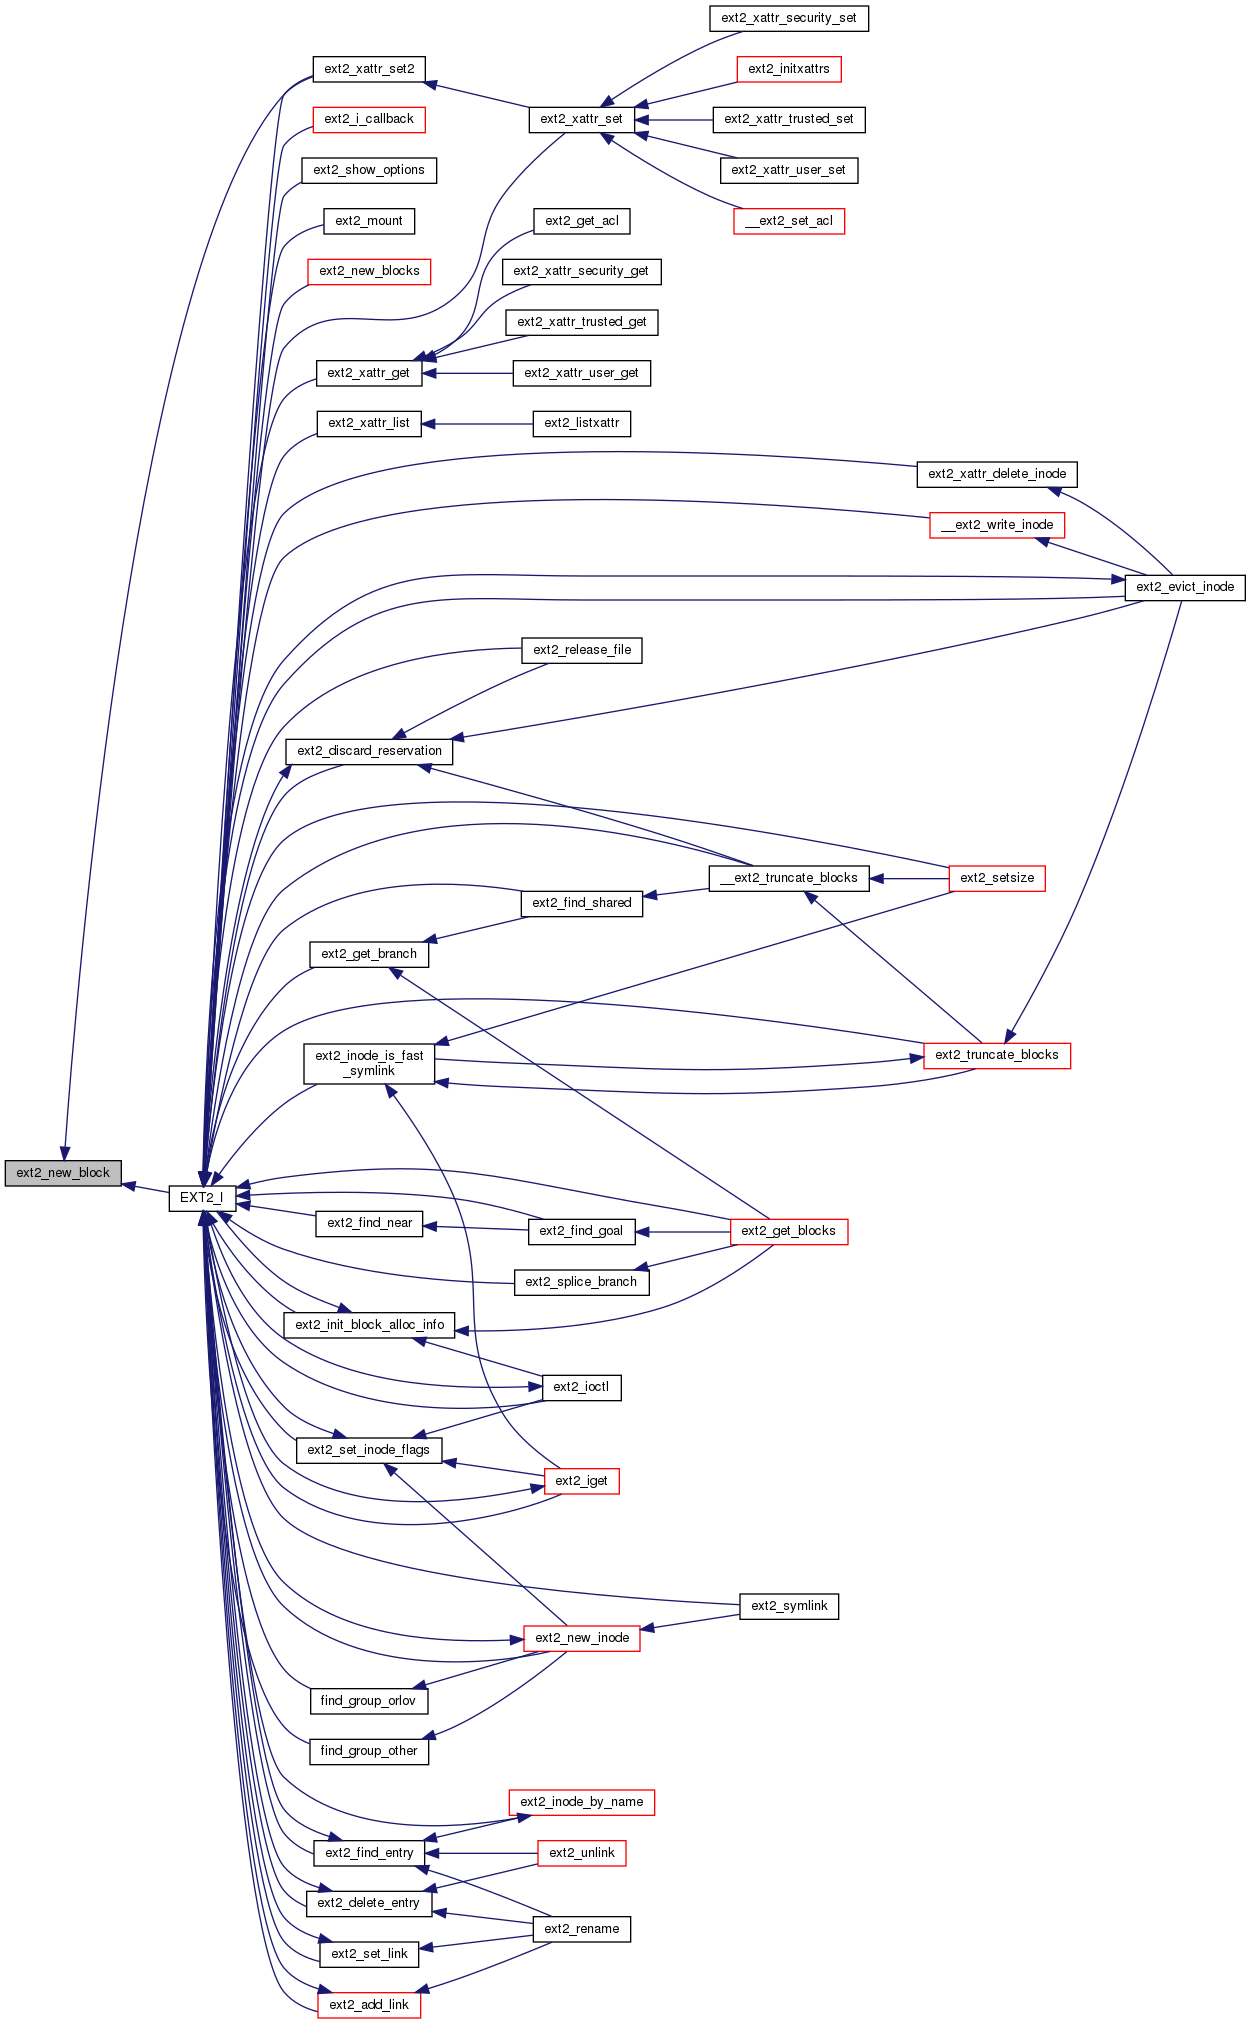 ext2_xattr_security_set
ext2_xattr_set2
ext2_initxattrs
ext2_i_callback
ext2_xattr_set
ext2_xattr_trusted_set
ext2_show_options
ext2_xattr_user_set
ext2_mount
ext2_get_acl
__ext2_set_acl
ext2_new_blocks
ext2_xattr_security_get
ext2_xattr_trusted_get
ext2_xattr_get
ext2_xattr_user_get
ext2_xattr_list
ext2_listxattr
ext2_xattr_delete_inode
__ext2_write_inode
ext2_evict_inode
ext2_release_file
ext2_discard_reservation
__ext2_truncate_blocks
ext2_setsize
ext2_find_shared
ext2_get_branch
ext2_inode_is_fast
_symlink
ext2_truncate_blocks
ext2_new_block
EXT2_I
ext2_find_near
ext2_find_goal
ext2_get_blocks
ext2_splice_branch
ext2_init_block_alloc_info
ext2_ioctl
ext2_set_inode_flags
ext2_iget
ext2_symlink
ext2_new_inode
find_group_orlov
find_group_other
ext2_inode_by_name
ext2_find_entry
ext2_unlink
ext2_delete_entry
ext2_rename
ext2_set_link
ext2_add_link